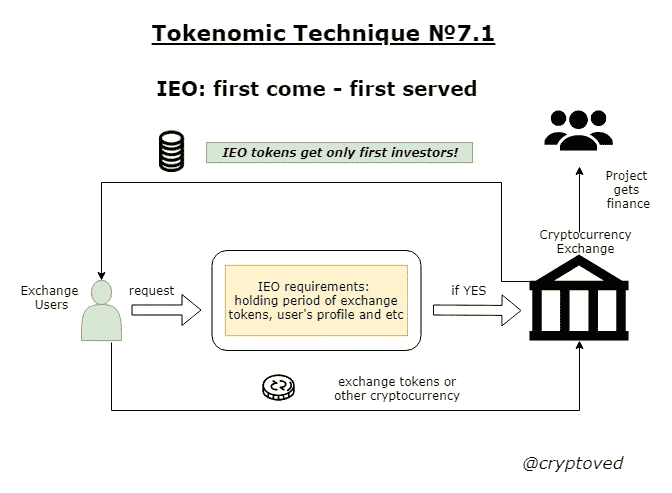 Tokenomic Technique №7.1
IEO: first come - first served
IEO tokens get only first investors!
Project
gets
finance
Cryptocurrency
Exchange
Exchange
Users
request
IEO requirements:
holding period of exchange
tokens, user's profile and etc
if YES
exchange tokens or
other cryptocurrency
@cryptoved